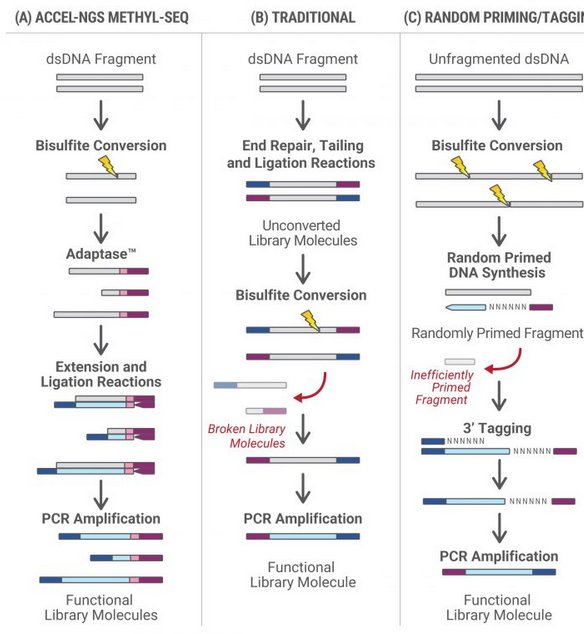 (A) ACCEL-NGS METHYL-SEQ
dsDNA Fragment
Bisulfite Conversion
Adaptase™
Extension and
Ligation Reactions
PCR Amplification
Functional
Library Molecules
(B) TRADITIONAL
dsDNA Fragment
End Repair, Tailing
and Ligation Reactions
Unconverted
Library Molecules
Bisulfite Conversion
Broken Library
Molecules
PCR Amplification
Functional
Library Molecule
(C) RANDOM PRIMING/TAGGIN
Unfragmented dsDNA
Bisulfite Conversion
Random Primed
DNA Synthesis
NNNNNN
Randomly Primed Fragment
Inefficiently
Primed
Fragment
3’ Tagging
NNNNNN
NNNNNN
NNNNNN
PCR Amplification
Functional
Library Molecule